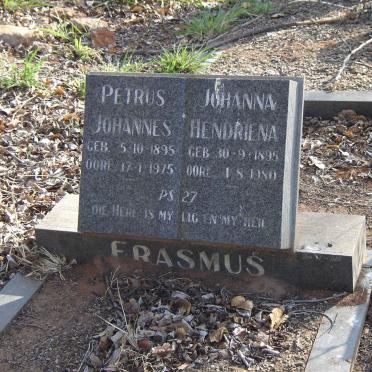 PETRUS
JOHANNES
GEB. 5-10-1895
OORL. 17-1-1975
JOHANNA
HENDRIENA
GEB. 30-9-1895
OORL. 1-8-1980
PS 27
DIE HERE IS MY LIG EN MY HEIL
ERASMUS